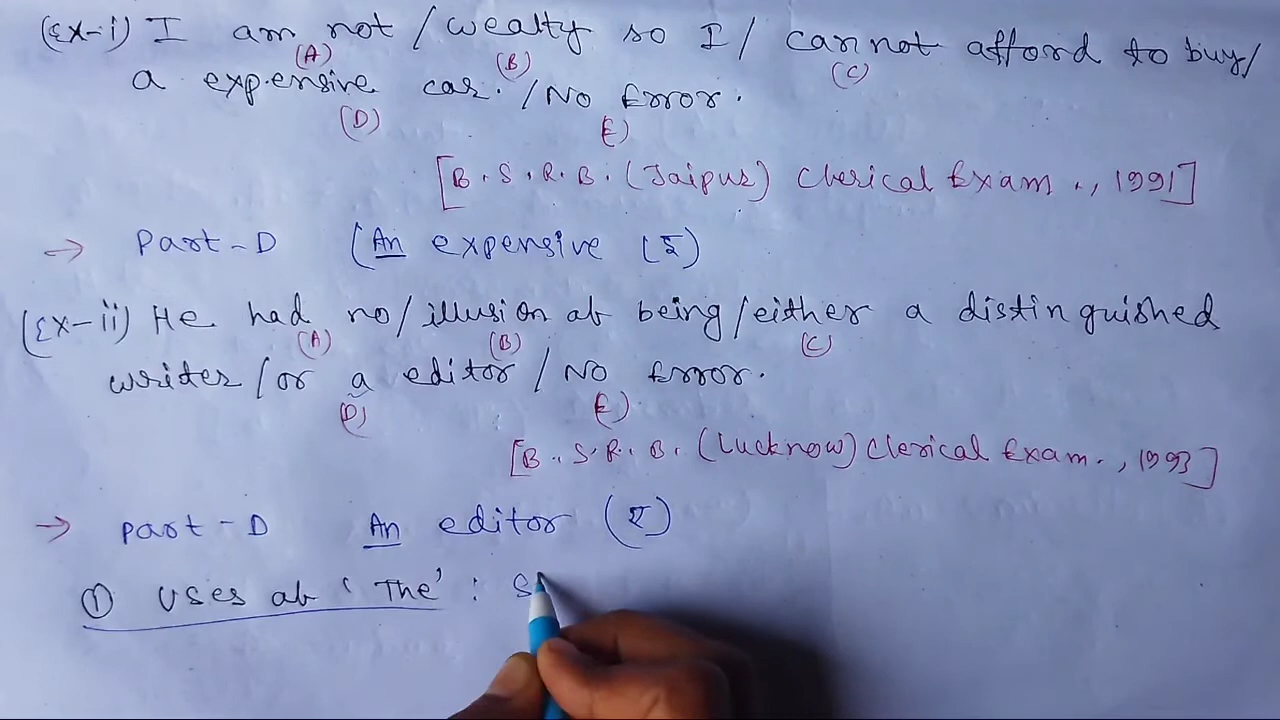 (Ex-i) I am not / wealty so I / cannot afford to buy/
(A) (B) (C)
a expensive car. / No Error.
(D) (E)
[B.S.R.B. (Jaipur) Clerical Exam., 1991]
→ Part-D (An expensive (इ)
(Ex-ii) He had no/illusion of being/either a distinguished
(A) (B) (C)
writer/or a editor / No Error.
(D) (E)
[B.S.R.B. (Lucknow) Clerical Exam., 1993]
→ Part-D An editor (ए)
① Uses of 'The' : S